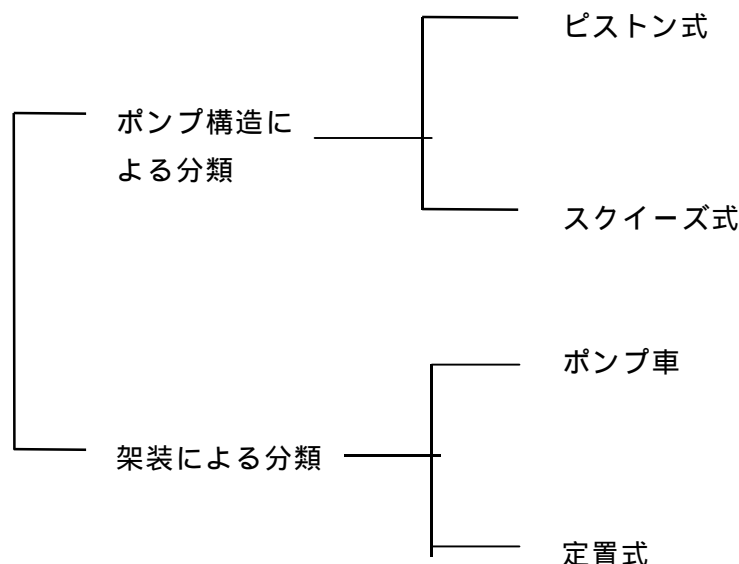 ピストン式
ポンプ構造に
よる分類
スクイーズ式
ポンプ車
架装による分類
定置式